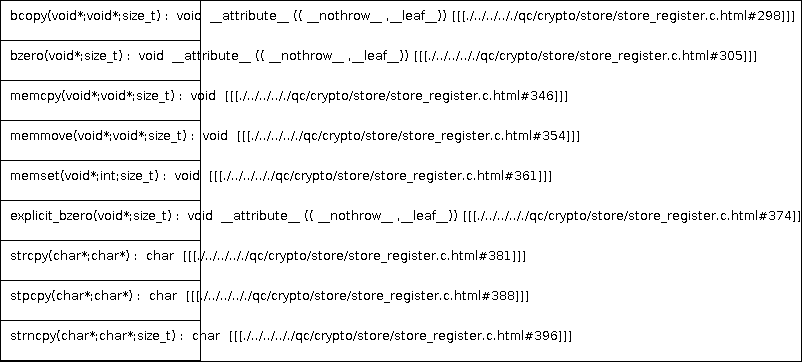 bcopy(void*;void*;size_t) :  void  __attribute__ (( __nothrow__ ,__leaf__)) [[[./../../../../qc/crypto/store/store_register.c.html#298]]]
bzero(void*;size_t) :  void  __attribute__ (( __nothrow__ ,__leaf__)) [[[./../../../../qc/crypto/store/store_register.c.html#305]]]
memcpy(void*;void*;size_t) :  void  [[[./../../../../qc/crypto/store/store_register.c.html#346]]]
memmove(void*;void*;size_t) :  void  [[[./../../../../qc/crypto/store/store_register.c.html#354]]]
memset(void*;int;size_t) :  void  [[[./../../../../qc/crypto/store/store_register.c.html#361]]]
explicit_bzero(void*;size_t) :  void  __attribute__ (( __nothrow__ ,__leaf__)) [[[./../../../../qc/crypto/store/store_register.c.html#374]]]
strcpy(char*;char*) :  char  [[[./../../../../qc/crypto/store/store_register.c.html#381]]]
stpcpy(char*;char*) :  char  [[[./../../../../qc/crypto/store/store_register.c.html#388]]]
strncpy(char*;char*;size_t) :  char  [[[./../../../../qc/crypto/store/store_register.c.html#396]]]